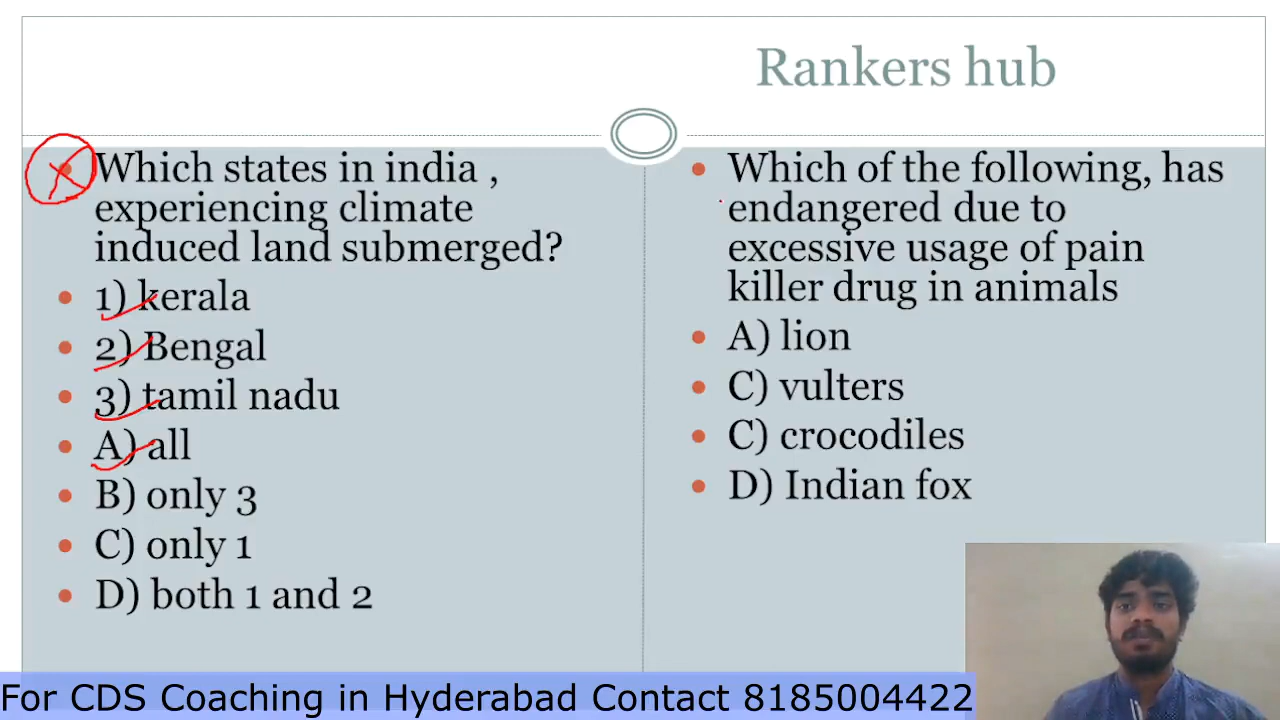 Rankers hub
Which states in india ,
experiencing climate
induced land submerged?
1) kerala
2) Bengal
3) tamil nadu
A) all
B) only 3
C) only 1
D) both 1 and 2
Which of the following, has
endangered due to
excessive usage of pain
killer drug in animals
A) lion
C) vulters
C) crocodiles
D) Indian fox
For CDS Coaching in Hyderabad Contact 8185004422